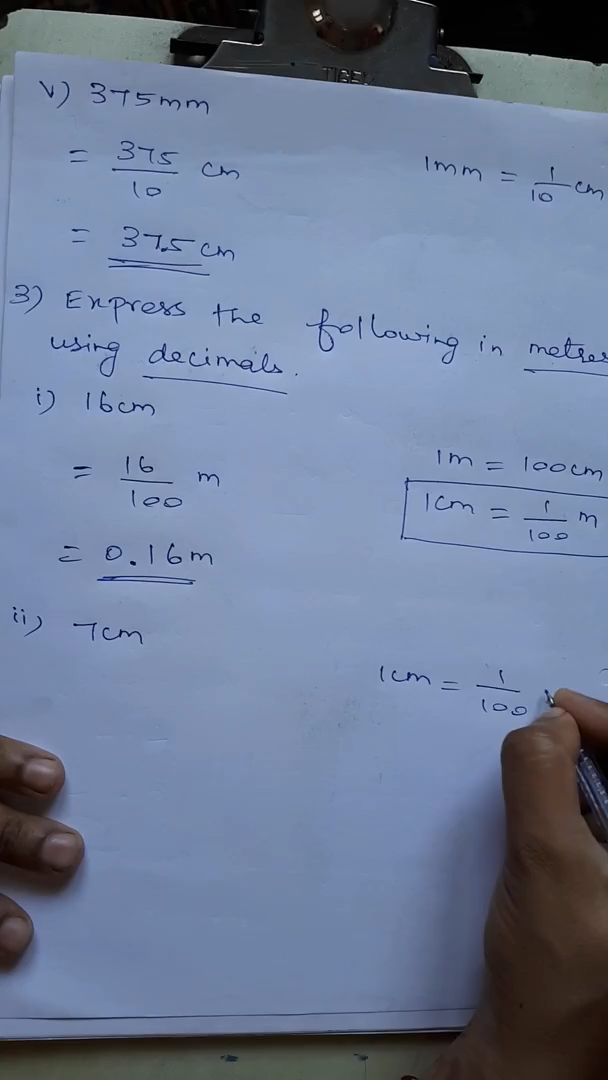 TIGER
v) 375mm
= 375/10 cm
1mm = 1/10 cm
= 37.5 cm
3) Express the following in metres
using decimals.
i) 16cm
1m = 100cm
= 16/100 m
1cm = 1/100 m
= 0.16m
ii) 7cm
1cm = 1/100